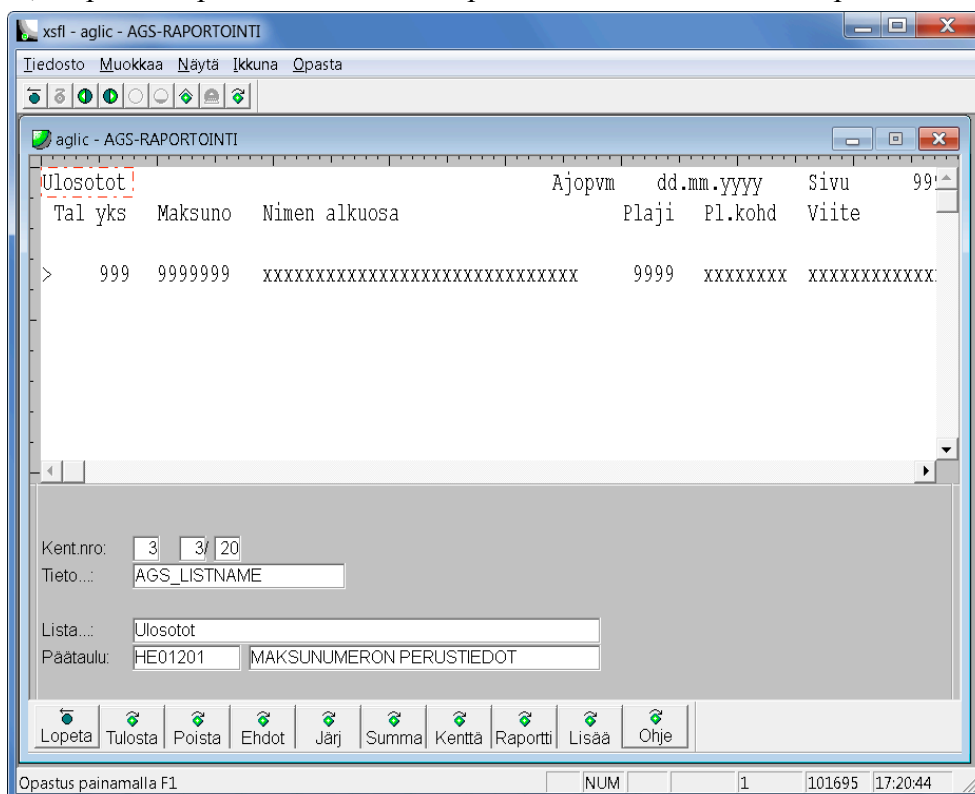 xsfl - aglic - AGS-RAPORTOINTI
Tiedosto Muokkaa Näytä Ikkuna Opasta
aglic - AGS-RAPORTOINTI
Ulosotot Ajopvm dd.mm.yyyy Sivu 99
Tal yks Maksuno Nimen alkuosa Plaji Pl.kohd Viite
> 999 9999999 xxxxxxxxxxxxxxxxxxxxxxxxxxxxxx 9999 xxxxxxxx xxxxxxxxxxxx
Kent.nro: 3 3/ 20
Tieto...: AGS_LISTNAME
Lista...: Ulosotot
Päätaulu: HE01201 MAKSUNUMERON PERUSTIEDOT
Lopeta Tulosta Poista Ehdot Järj Summa Kenttä Raportti Lisää Ohje
Opastus painamalla F1 NUM 1 101695 17:20:44